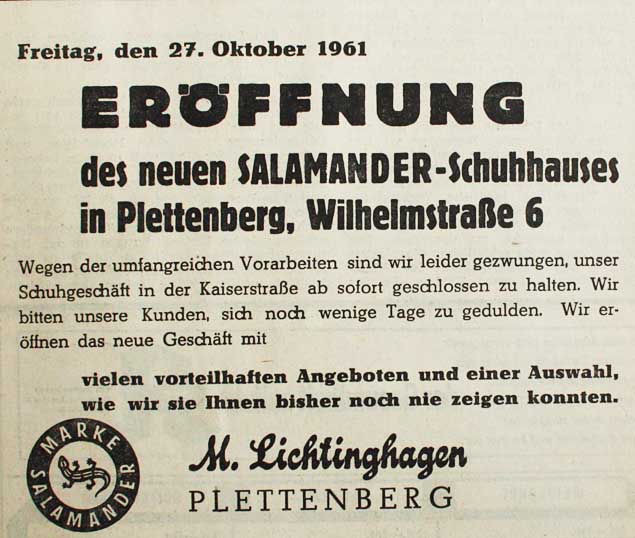 Freitag, den 27. Oktober 1961
ERÖFFNUNG
des neuen SALAMANDER-Schuhhauses
in Plettenberg, Wilhelmstraße 6
Wegen der umfangreichen Vorarbeiten sind wir leider gezwungen, unser
Schuhgeschäft in der Kaiserstraße ab sofort geschlossen zu halten. Wir
bitten unsere Kunden, sich noch wenige Tage zu gedulden. Wir er-
öffnen das neue Geschäft mit
vielen vorteilhaften Angeboten und einer Auswahl,
wie wir sie Ihnen bisher noch nie zeigen konnten.
MARKE
SALAMANDER
M. Lichtinghagen
PLETTENBERG